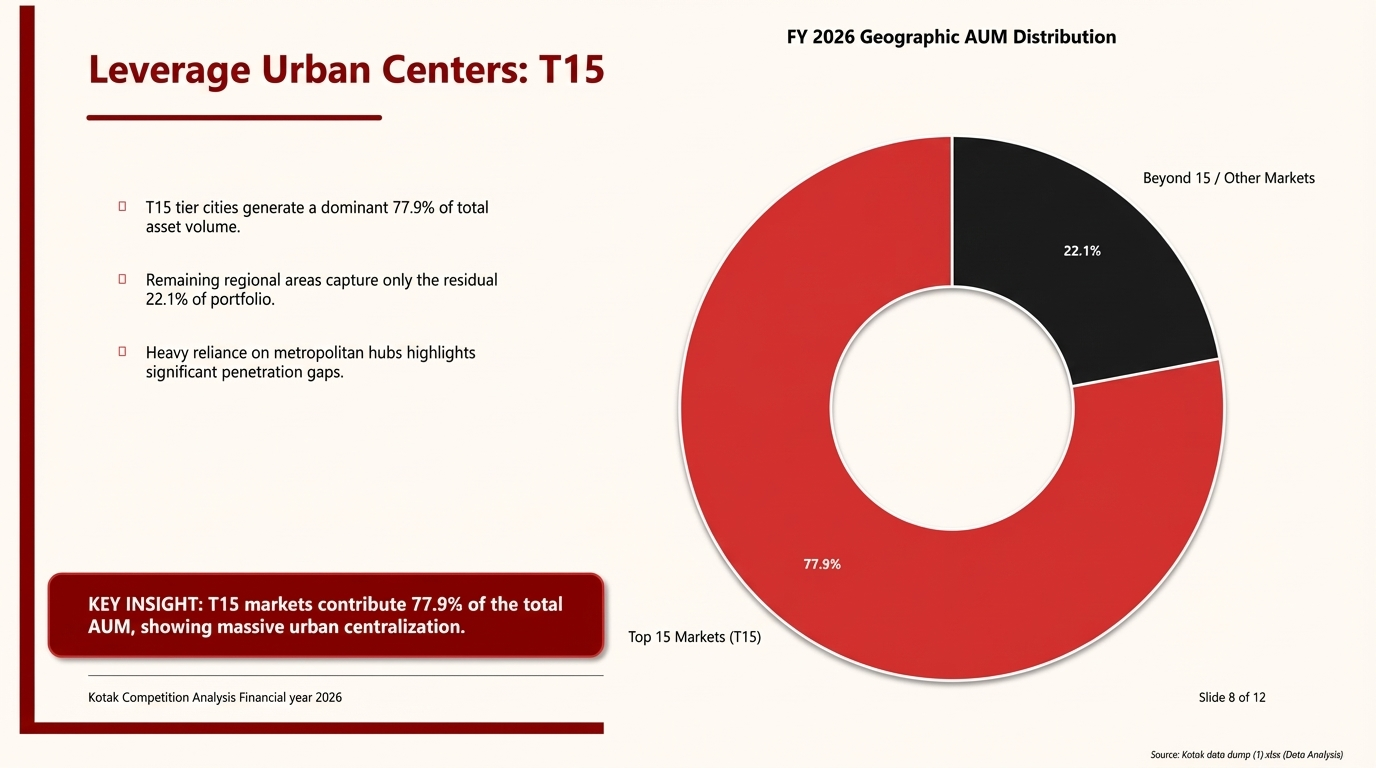 Leverage Urban Centers: T15
T15 tier cities generate a dominant 77.9% of total
asset volume.
Remaining regional areas capture only the residual
22.1% of portfolio.
Heavy reliance on metropolitan hubs highlights
significant penetration gaps.
KEY INSIGHT: T15 markets contribute 77.9% of the total
AUM, showing massive urban centralization.
Kotak Competition Analysis Financial year 2026
FY 2026 Geographic AUM Distribution
Beyond 15 / Other Markets
22.1%
77.9%
Top 15 Markets (T15)
Slide 8 of 12
Source: Kotak data dump (1).xlsx (Data Analysis)